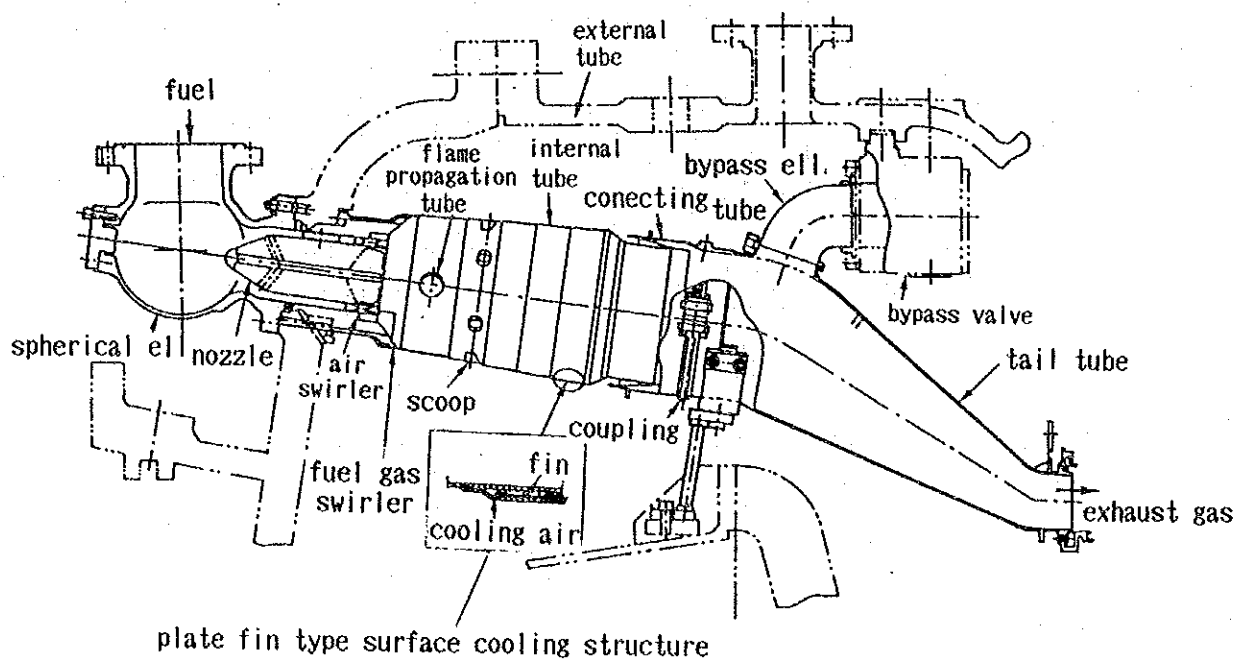 external
tube
fuel
flame
propagation
tube
internal
tube
bypass ell.
conecting tube
bypass valve
tail tube
spherical ell
nozzle
air
swirler
scoop
coupling
fuel gas
swirler
fin
cooling air
exhaust gas
plate fin type surface cooling structure